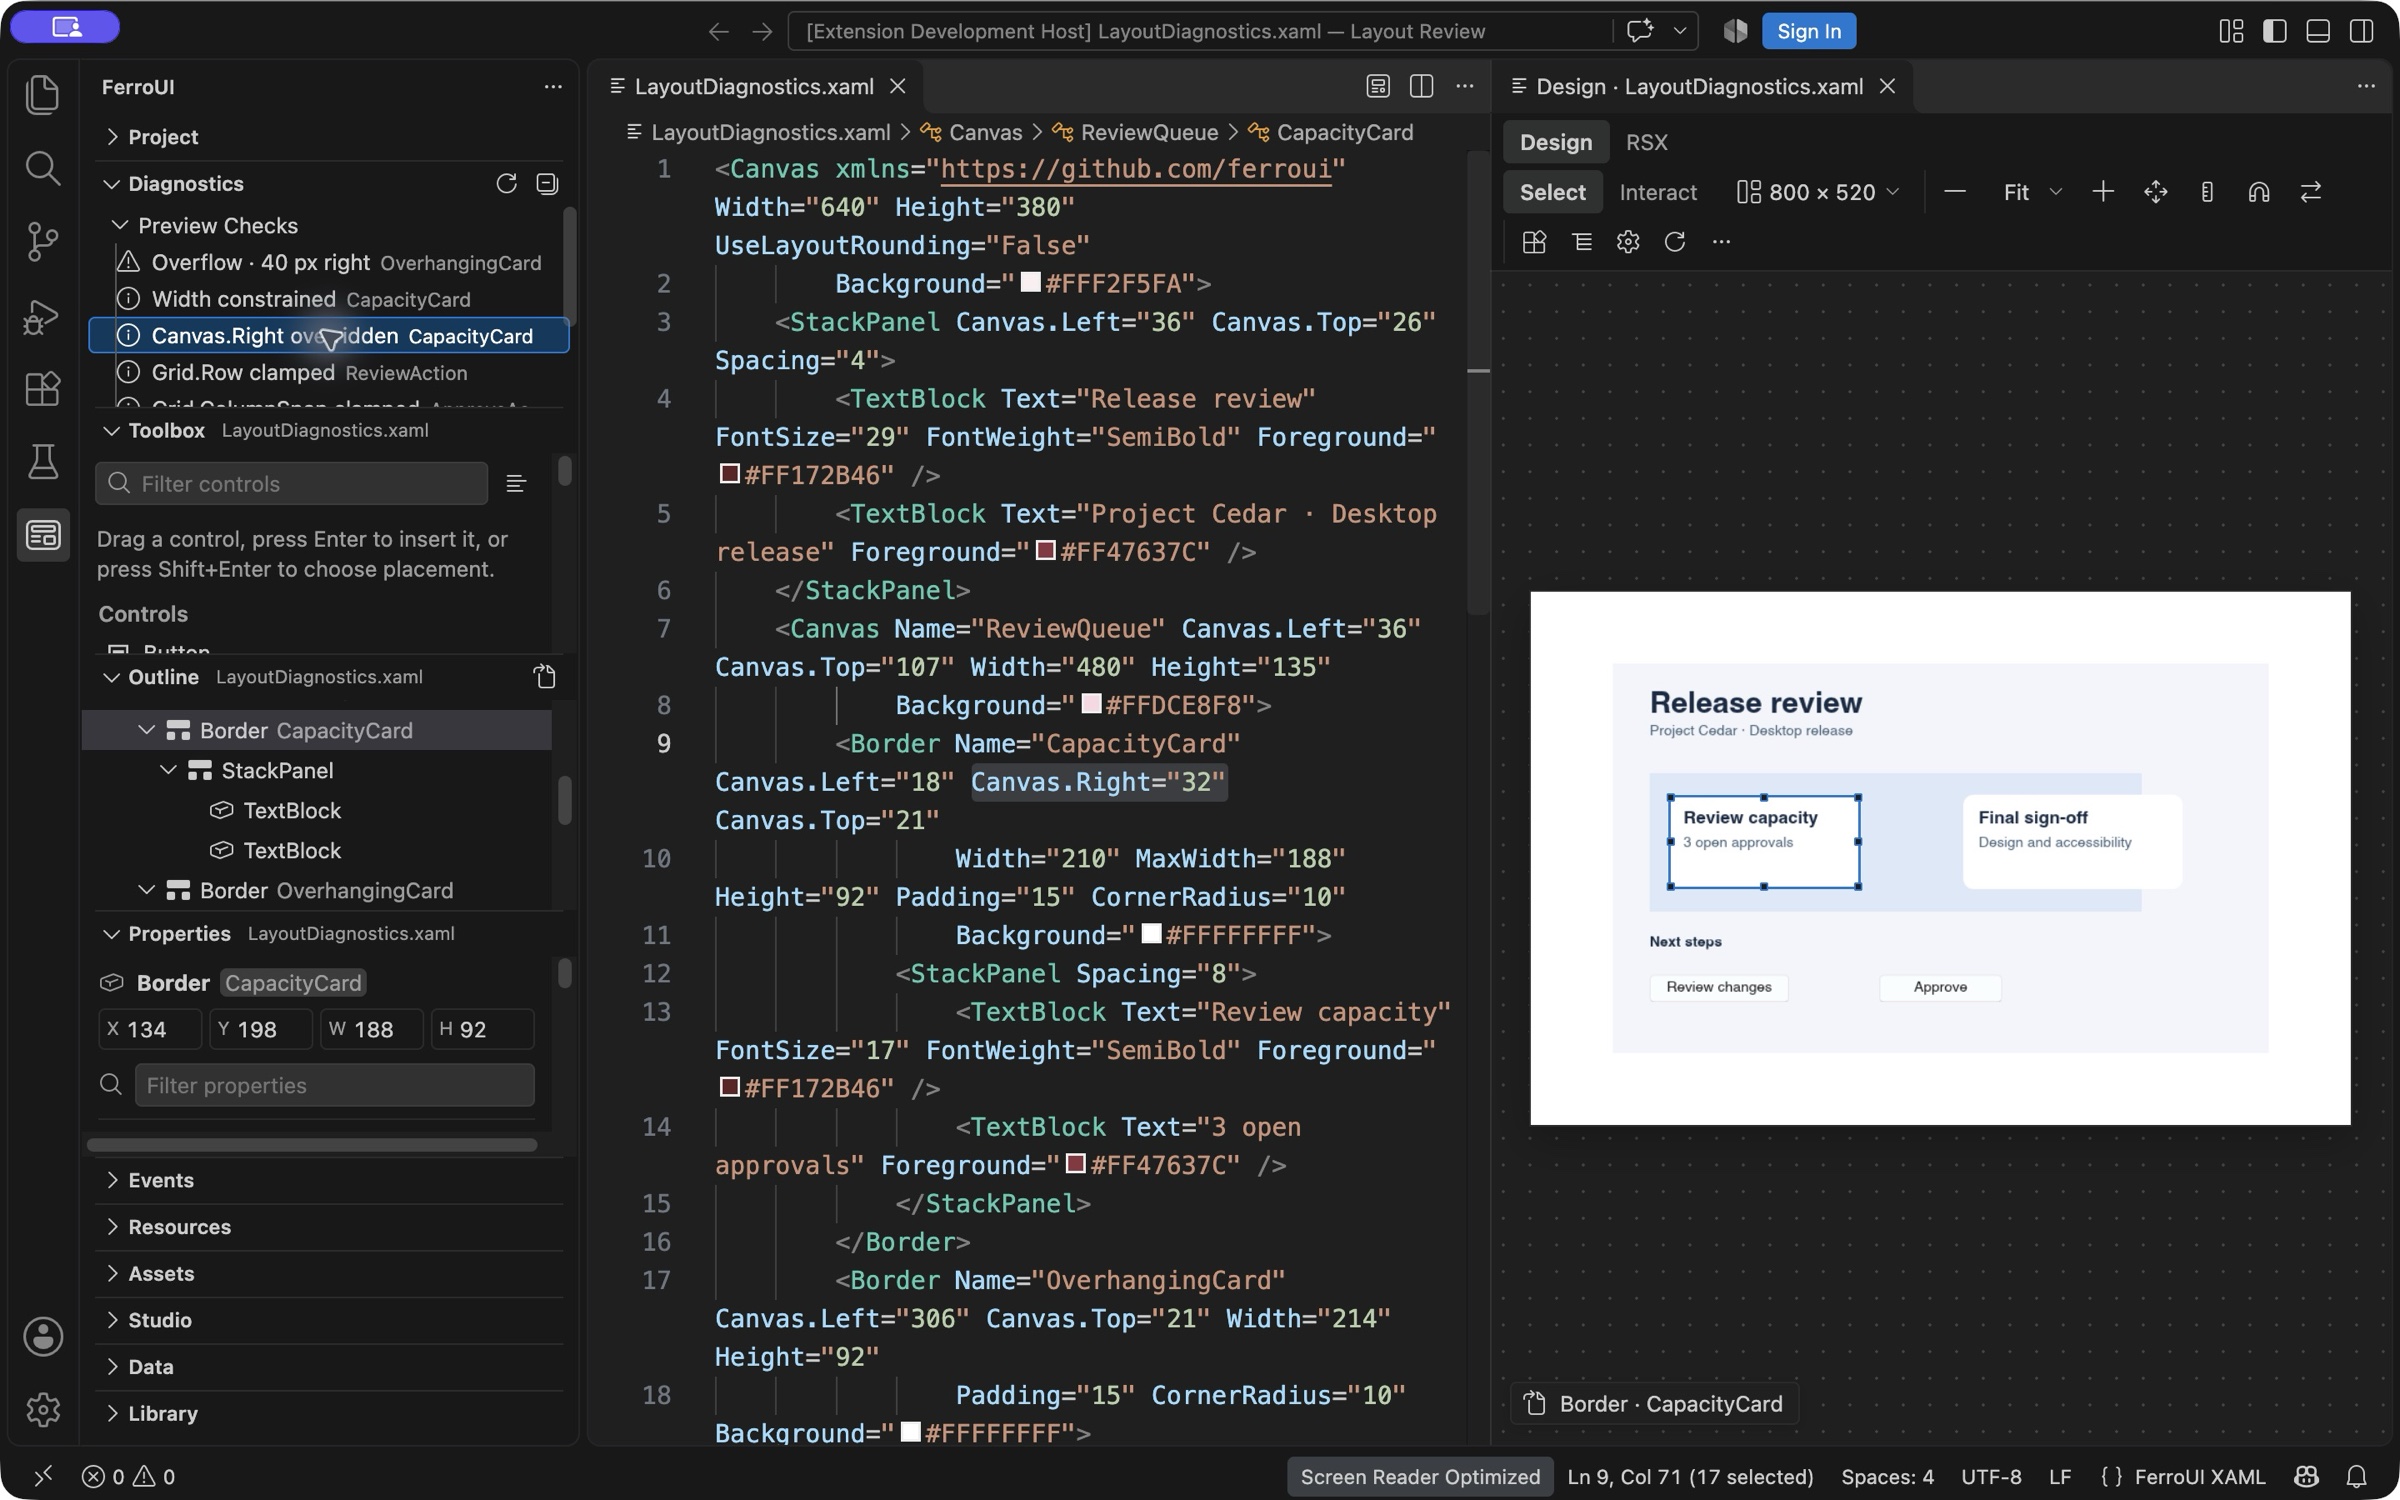 [Extension Development Host] LayoutDiagnostics.xaml — Layout Review
Sign In
FerroUI
Project
Diagnostics
Preview Checks
Overflow · 40 px right OverhangingCard
Width constrained CapacityCard
Canvas.Right overridden CapacityCard
Grid.Row clamped ReviewAction
Grid.ColumnSpan clamped
Toolbox LayoutDiagnostics.xaml
Filter controls
Drag a control, press Enter to insert it, or
press Shift+Enter to choose placement.
Controls
Button
Outline LayoutDiagnostics.xaml
Border CapacityCard
StackPanel
TextBlock
TextBlock
Border OverhangingCard
Properties LayoutDiagnostics.xaml
Border CapacityCard
X 134 Y 198 W 188 H 92
Filter properties
Events
Resources
Assets
Studio
Data
Library
LayoutDiagnostics.xaml
LayoutDiagnostics.xaml > Canvas > ReviewQueue > CapacityCard
1 <Canvas xmlns="https://github.com/ferroui"
Width="640" Height="380"
UseLayoutRounding="False"
2 Background="#FFF2F5FA">
3 <StackPanel Canvas.Left="36" Canvas.Top="26"
Spacing="4">
4 <TextBlock Text="Release review"
FontSize="29" FontWeight="SemiBold" Foreground="
#FF172B46" />
5 <TextBlock Text="Project Cedar · Desktop
release" Foreground="#FF47637C" />
6 </StackPanel>
7 <Canvas Name="ReviewQueue" Canvas.Left="36"
Canvas.Top="107" Width="480" Height="135"
8 Background="#FFDCE8F8">
9 <Border Name="CapacityCard"
Canvas.Left="18" Canvas.Right="32"
Canvas.Top="21"
10 Width="210" MaxWidth="188"
Height="92" Padding="15" CornerRadius="10"
11 Background="#FFFFFFFF">
12 <StackPanel Spacing="8">
13 <TextBlock Text="Review capacity"
FontSize="17" FontWeight="SemiBold" Foreground="
#FF172B46" />
14 <TextBlock Text="3 open
approvals" Foreground="#FF47637C" />
15 </StackPanel>
16 </Border>
17 <Border Name="OverhangingCard"
Canvas.Left="306" Canvas.Top="21" Width="214"
Height="92"
18 Padding="15" CornerRadius="10"
Background="#FFFFFFFF">
Design · LayoutDiagnostics.xaml
Design RSX
Select Interact 800 × 520 Fit
Release review
Project Cedar · Desktop release
Review capacity
3 open approvals
Final sign-off
Design and accessibility
Next steps
Review changes Approve
Border · CapacityCard
0 0
Screen Reader Optimized Ln 9, Col 71 (17 selected) Spaces: 4 UTF-8 LF {} FerroUI XAML